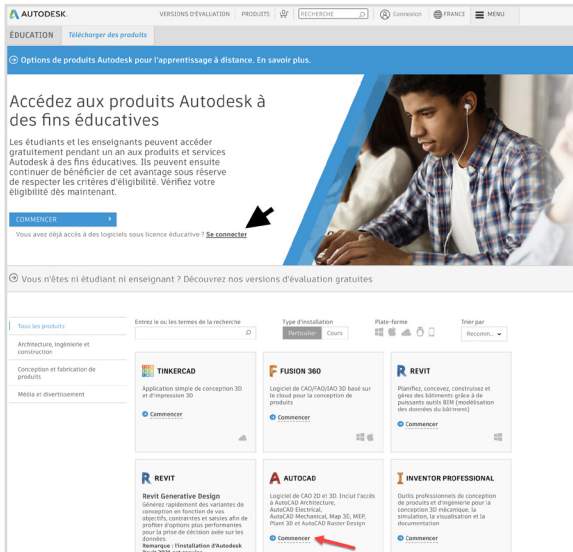 AUTODESK.
VERSIONS D'ÉVALUATION PRODUITS RECHERCHE Connexion FRANCE MENU
ÉDUCATION Télécharger des produits
Options de produits Autodesk pour l'apprentissage à distance. En savoir plus.
Accédez aux produits Autodesk à
des fins éducatives
Les étudiants et les enseignants peuvent accéder
gratuitement pendant un an aux produits et services
Autodesk à des fins éducatives. Ils peuvent ensuite
continuer de bénéficier de cet avantage sous réserve
de respecter les critères d'éligibilité. Vérifiez votre
éligibilité dès maintenant.
COMMENCER
Vous avez déjà accès à des logiciels sous licence éducative ? Se connecter
Vous n'êtes ni étudiant ni enseignant ? Découvrez nos versions d'évaluation gratuites
Tous les produits
Architecture, ingénierie et
construction
Conception et fabrication de
produits
Média et divertissement
Entrez le ou les termes de la recherche
Type d'installation
Particulier Cours
Plate-forme
Trier par
Recomm..
TINKERCAD
Application simple de conception 3D
et d'impression 3D
Commencer
FUSION 360
Logiciel de CAO/FAO/IAO 3D basé sur
le cloud pour la conception de
produits
Commencer
REVIT
Planifiez, concevez, construisez et
gérez des bâtiments grâce à de
puissants outils BIM (modélisation
des données du bâtiment)
Commencer
REVIT
Revit Generative Design
Générez rapidement des variantes de
conception en fonction de vos
objectifs, contraintes et saisies afin de
profiter d'options plus performantes
pour la prise de décision axée sur les
données.
Remarque : l'installation d'Autodesk
AUTOCAD
Logiciel de CAO 2D et 3D. Inclut l'accès
à AutoCAD Architecture,
AutoCAD Electrical,
AutoCAD Mechanical, Map 3D, MEP,
Plant 3D et AutoCAD Raster Design
Commencer
INVENTOR PROFESSIONAL
Outils professionnels de conception
de produits et d'ingénierie pour la
conception 3D mécanique, la
simulation, la visualisation et la
documentation
Commencer